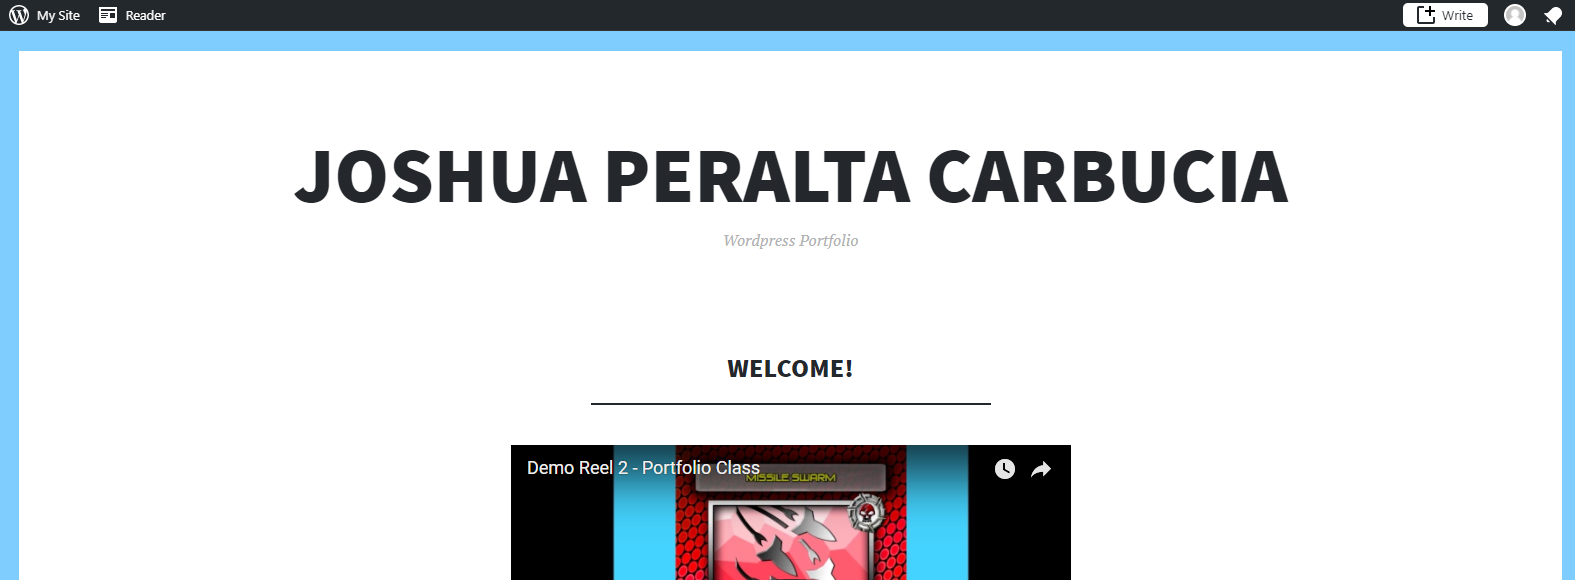 My Site Reader Write
JOSHUA PERALTA CARBUCIA
Wordpress Portfolio
WELCOME!
Demo Reel 2 - Portfolio Class
MISSILE SWARM